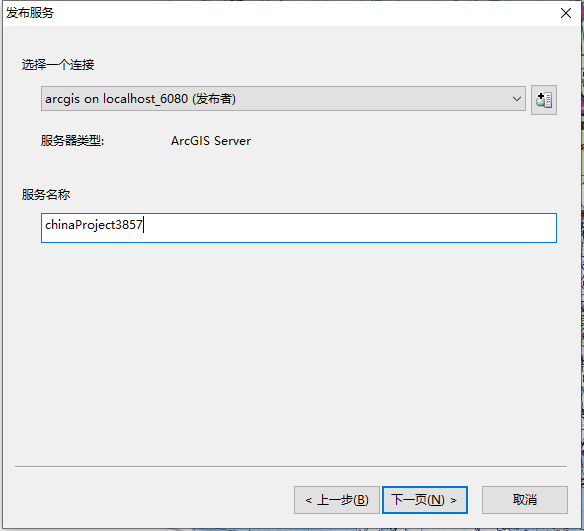 发布服务
选择一个连接
arcgis on localhost_6080 (发布者)
服务器类型: ArcGIS Server
服务名称
chinaProject3857
< 上一步(B) 下一页(N) > 取消